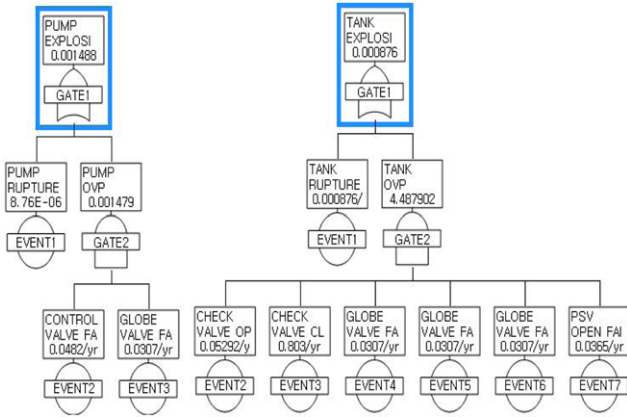 PUMP
EXPLOSI
0.001488
GATE1
TANK
EXPLOSI
0.000876
GATE1
PUMP
RUPTURE
8.76E-06
EVENT1
PUMP
OVP
0.001479
GATE2
TANK
RUPTURE
0.000876/
EVENT1
TANK
OVP
4.487902
GATE2
CONTROL
VALVE FA
0.0482/yr
EVENT2
GLOBE
VALVE FA
0.0307/yr
EVENT3
CHECK
VALVE OP
0.05292/y
EVENT2
CHECK
VALVE CL
0.803/yr
EVENT3
GLOBE
VALVE FA
0.0307/yr
EVENT4
GLOBE
VALVE FA
0.0307/yr
EVENT5
GLOBE
VALVE FA
0.0307/yr
EVENT6
PSV
OPEN FAI
0.0365/yr
EVENT7